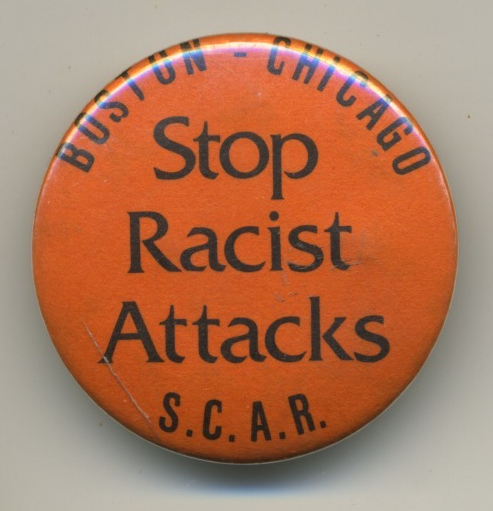 BOSTON - CHICAGO
Stop
Racist
Attacks
S.C.A.R.